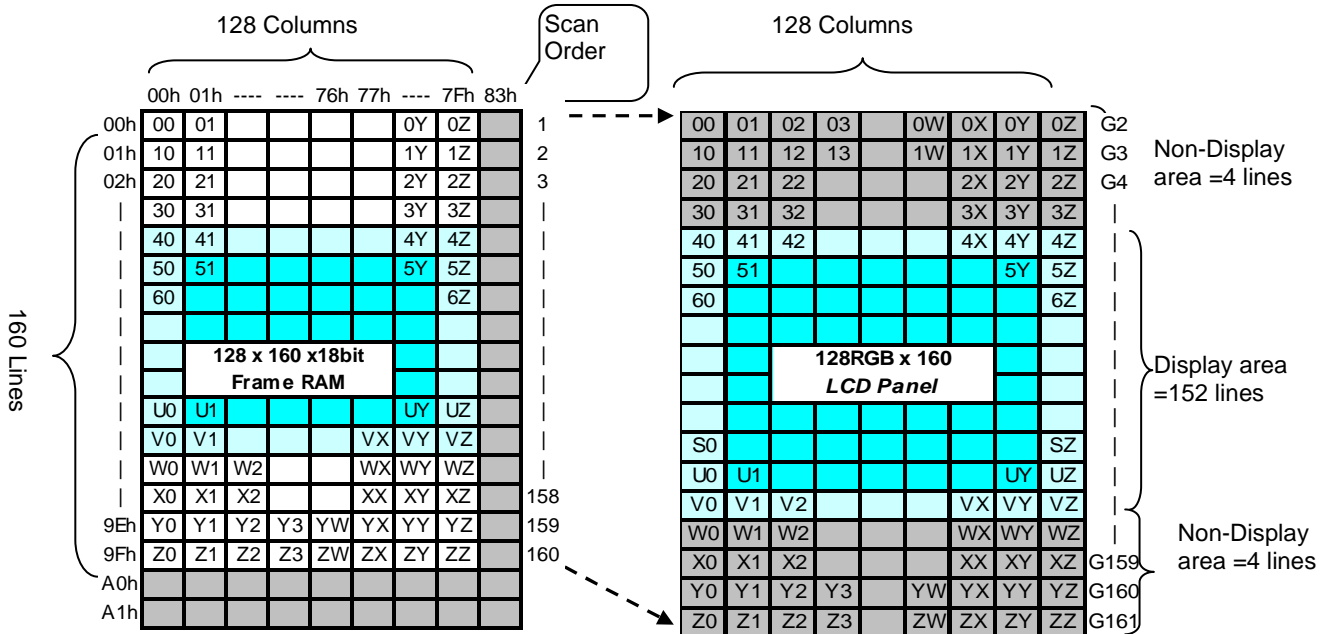 128 Columns
Scan
Order
128 Columns
00h 01h ---- ---- 76h 77h ---- 7Fh 83h
00h 00 01 0Y 0Z 1
01h 10 11 1Y 1Z 2
02h 20 21 2Y 2Z 3
| 30 31 3Y 3Z |
| 40 41 4Y 4Z |
| 50 51 5Y 5Z |
| 60 6Z |
160 Lines
128 x 160 x18bit
Frame RAM
| U0 U1 UY UZ |
| V0 V1 VX VY VZ |
| W0 W1 W2 WX WY WZ |
| X0 X1 X2 XX XY XZ 158
9Eh Y0 Y1 Y2 Y3 YW YX YY YZ 159
9Fh Z0 Z1 Z2 Z3 ZW ZX ZY ZZ 160
A0h
A1h
00 01 02 03 0W 0X 0Y 0Z G2
10 11 12 13 1W 1X 1Y 1Z G3
20 21 22 2X 2Y 2Z G4
30 31 32 3X 3Y 3Z |
40 41 42 4X 4Y 4Z |
50 51 5Y 5Z |
60 6Z |
128RGB x 160
LCD Panel
S0 SZ
U0 U1 UY UZ
V0 V1 V2 VX VY VZ
W0 W1 W2 WX WY WZ
X0 X1 X2 XX XY XZ G159
Y0 Y1 Y2 Y3 YW YX YY YZ G160
Z0 Z1 Z2 Z3 ZW ZX ZY ZZ G161
Non-Display
area =4 lines
Display area
=152 lines
Non-Display
area =4 lines